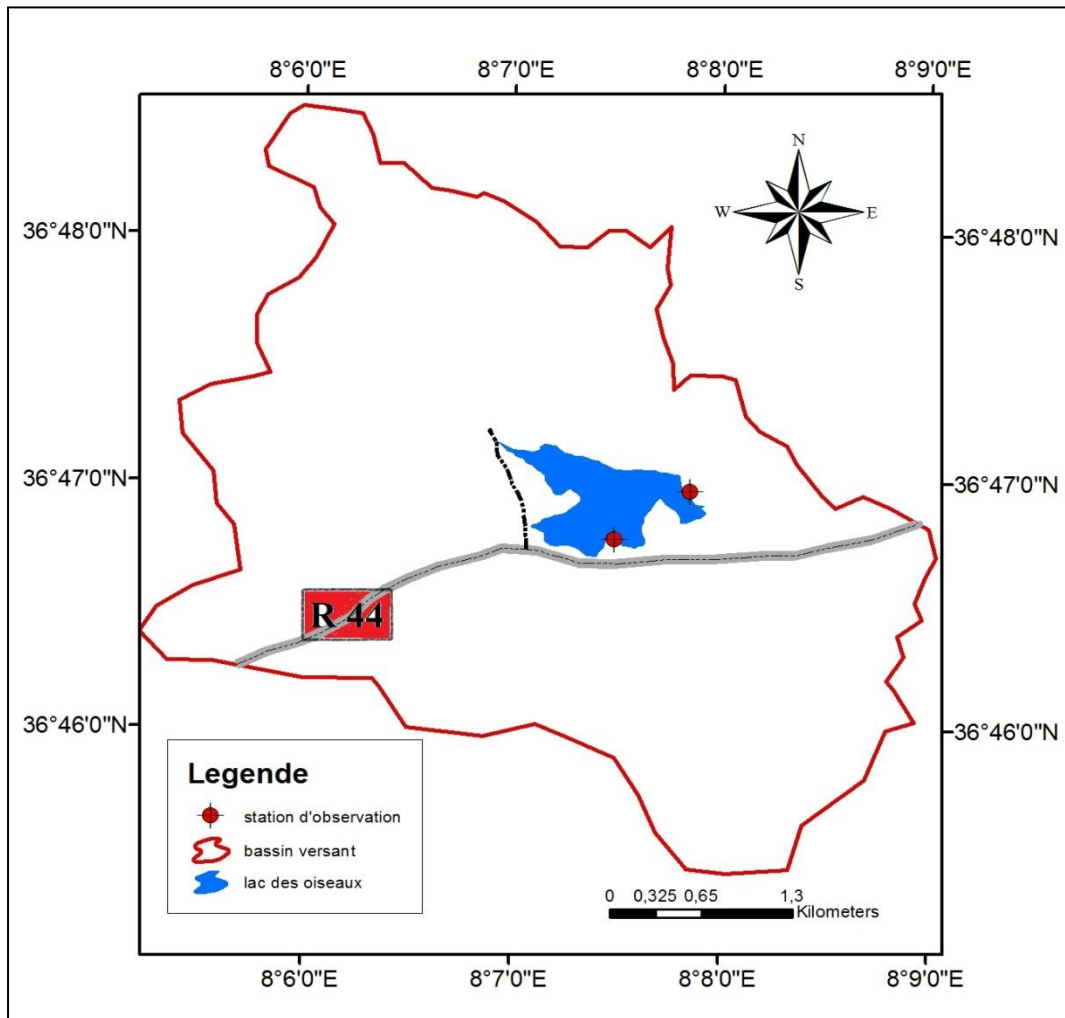 8°6'0"E 8°7'0"E 8°8'0"E 8°9'0"E
N
W E
S
36°48'0"N 36°48'0"N
36°47'0"N 36°47'0"N
R 44
36°46'0"N 36°46'0"N
Legende
station d'observation
bassin versant
lac des oiseaux
0 0,325 0,65 1,3
Kilometers
8°6'0"E 8°7'0"E 8°8'0"E 8°9'0"E